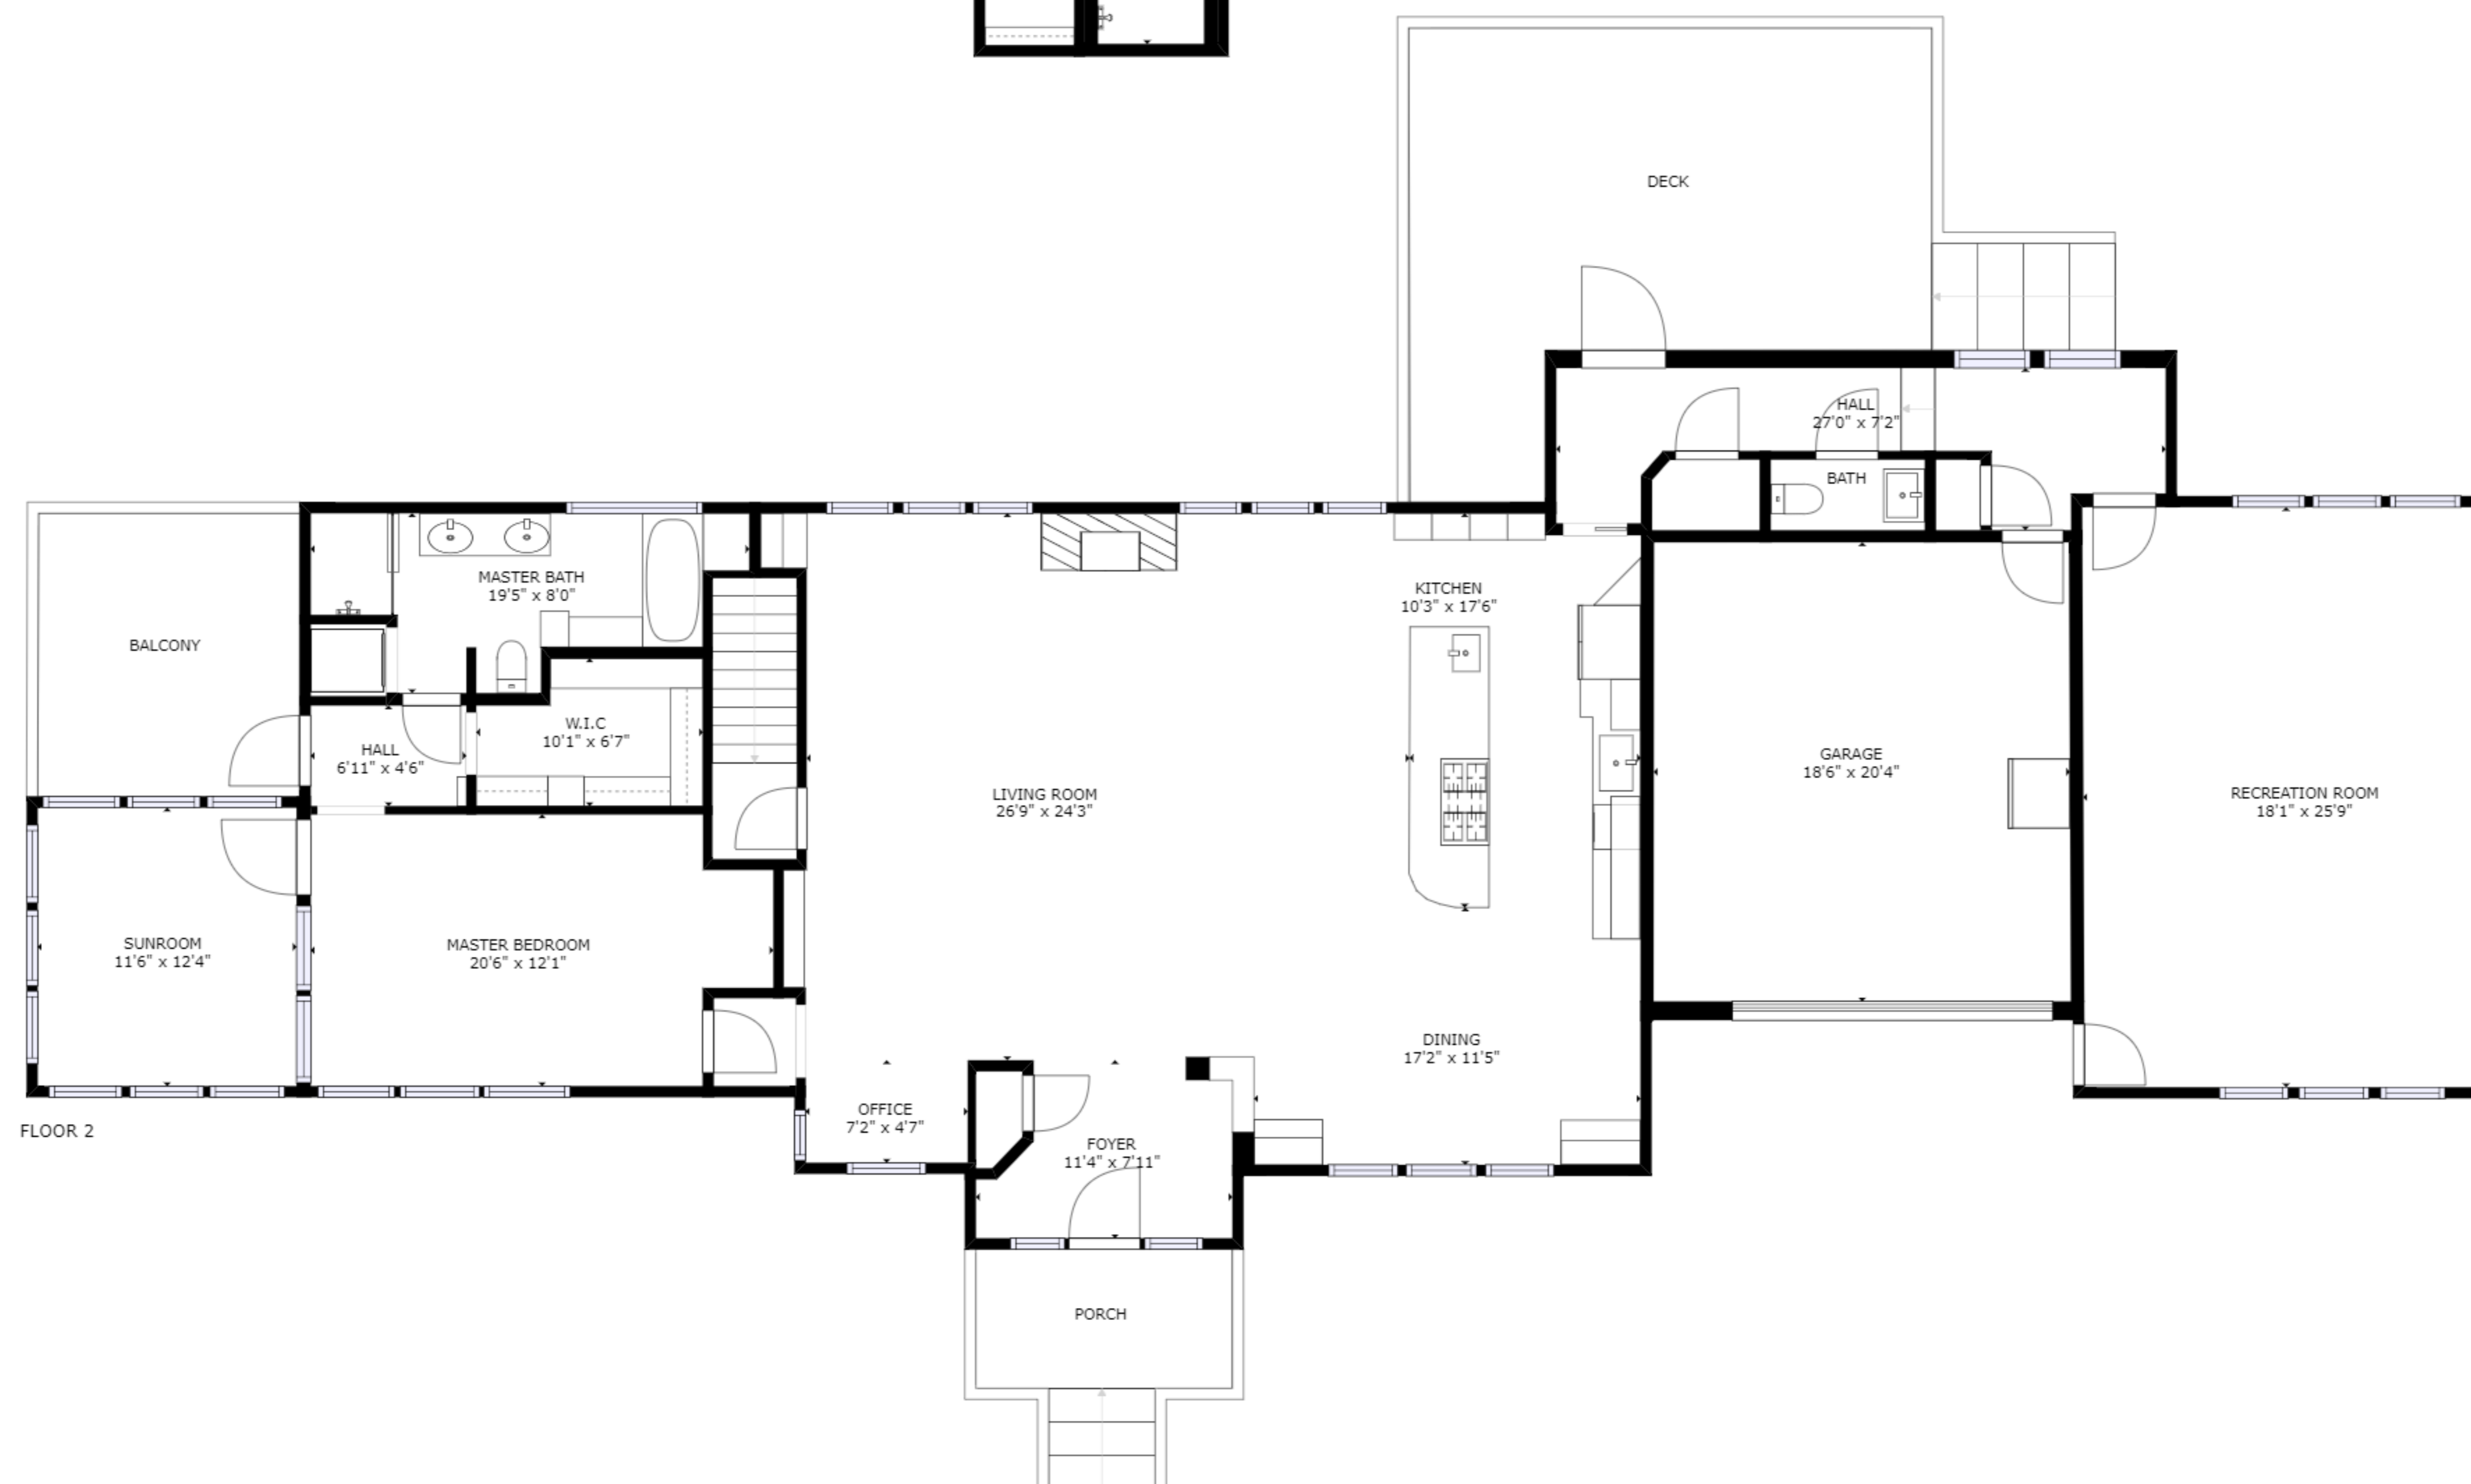 DECK
HALL
27'0" x 7'2"
BATH
MASTER BATH
19'5" x 8'0"
KITCHEN
10'3" x 17'6"
BALCONY
W.I.C
10'1" x 6'7"
HALL
6'11" x 4'6"
LIVING ROOM
26'9" x 24'3"
GARAGE
18'6" x 20'4"
RECREATION ROOM
18'1" x 25'9"
SUNROOM
11'6" x 12'4"
MASTER BEDROOM
20'6" x 12'1"
DINING
17'2" x 11'5"
OFFICE
7'2" x 4'7"
FLOOR 2
FOYER
11'4" x 7'11"
PORCH